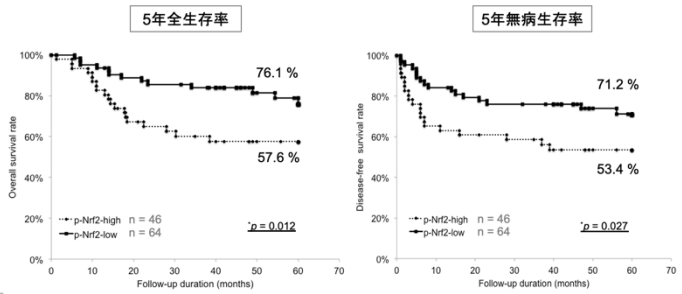 5年全生存率
Overall survival rate
100%
80%
60%
40%
20%
0%
76.1 %
57.6 %
p-Nrf2-high n = 46
p-Nrf2-low n = 64
*p = 0.012
0 10 20 30 40 50 60 70
Follow-up duration (months)
5年無病生存率
Disease-free survival rate
100%
80%
60%
40%
20%
0%
71.2 %
53.4 %
p-Nrf2-high n = 46
p-Nrf2-low n = 64
*p = 0.027
0 10 20 30 40 50 60 70
Follow-up duration (months)